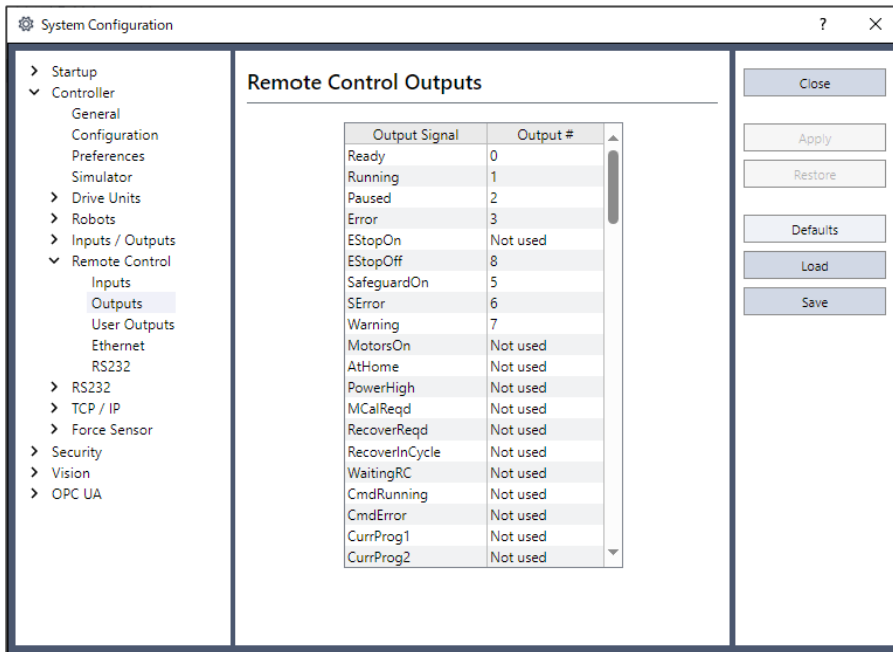 System Configuration
?
Startup
Controller
General
Configuration
Preferences
Simulator
Drive Units
Robots
Inputs / Outputs
Remote Control
Inputs
Outputs
User Outputs
Ethernet
RS232
RS232
TCP / IP
Force Sensor
Security
Vision
OPC UA
Remote Control Outputs
Output Signal Output #
Ready 0
Running 1
Paused 2
Error 3
EStopOn Not used
EStopOff 8
SafeguardOn 5
SError 6
Warning 7
MotorsOn Not used
AtHome Not used
PowerHigh Not used
MCalReqd Not used
RecoverReqd Not used
RecoverInCycle Not used
WaitingRC Not used
CmdRunning Not used
CmdError Not used
CurrProg1 Not used
CurrProg2 Not used
Close
Apply
Restore
Defaults
Load
Save